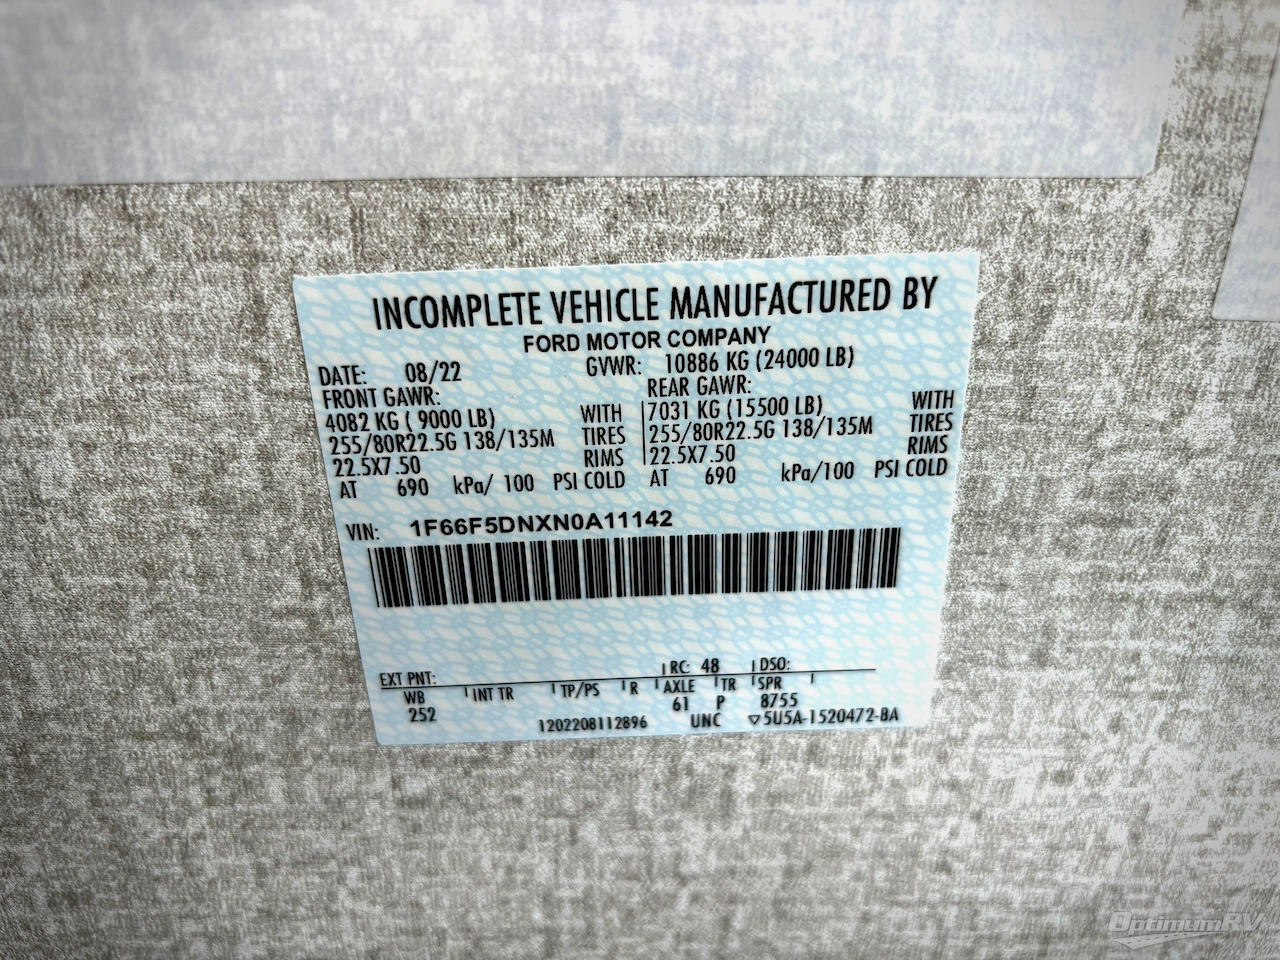 INCOMPLETE VEHICLE MANUFACTURED BY
FORD MOTOR COMPANY
DATE: 08/22 GVWR: 10886 KG (24000 LB)
FRONT GAWR: REAR GAWR:
4082 KG ( 9000 LB) WITH 7031 KG (15500 LB) WITH
255/80R22.5G 138/135M TIRES 255/80R22.5G 138/135M TIRES
22.5X7.50 RIMS 22.5X7.50 RIMS
AT 690 kPa/ 100 PSI COLD AT 690 kPa/100 PSI COLD
VIN: 1F66F5DNXN0A11142
EXT PNT: RC: 48 DSO:
WB INT TR TP/PS R AXLE TR SPR
252 61 P 8755
1202208112896 UNC ▽5U5A-1520472-BA
OptimumRV